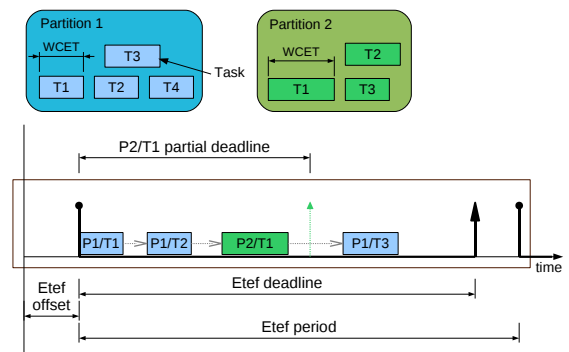 Partition 1
WCET
T3
T1
T2
T4
Task
Partition 2
WCET
T2
T1
T3
P2/T1 partial deadline
P1/T1
P1/T2
P2/T1
P1/T3
time
Etef
offset
Etef deadline
Etef period